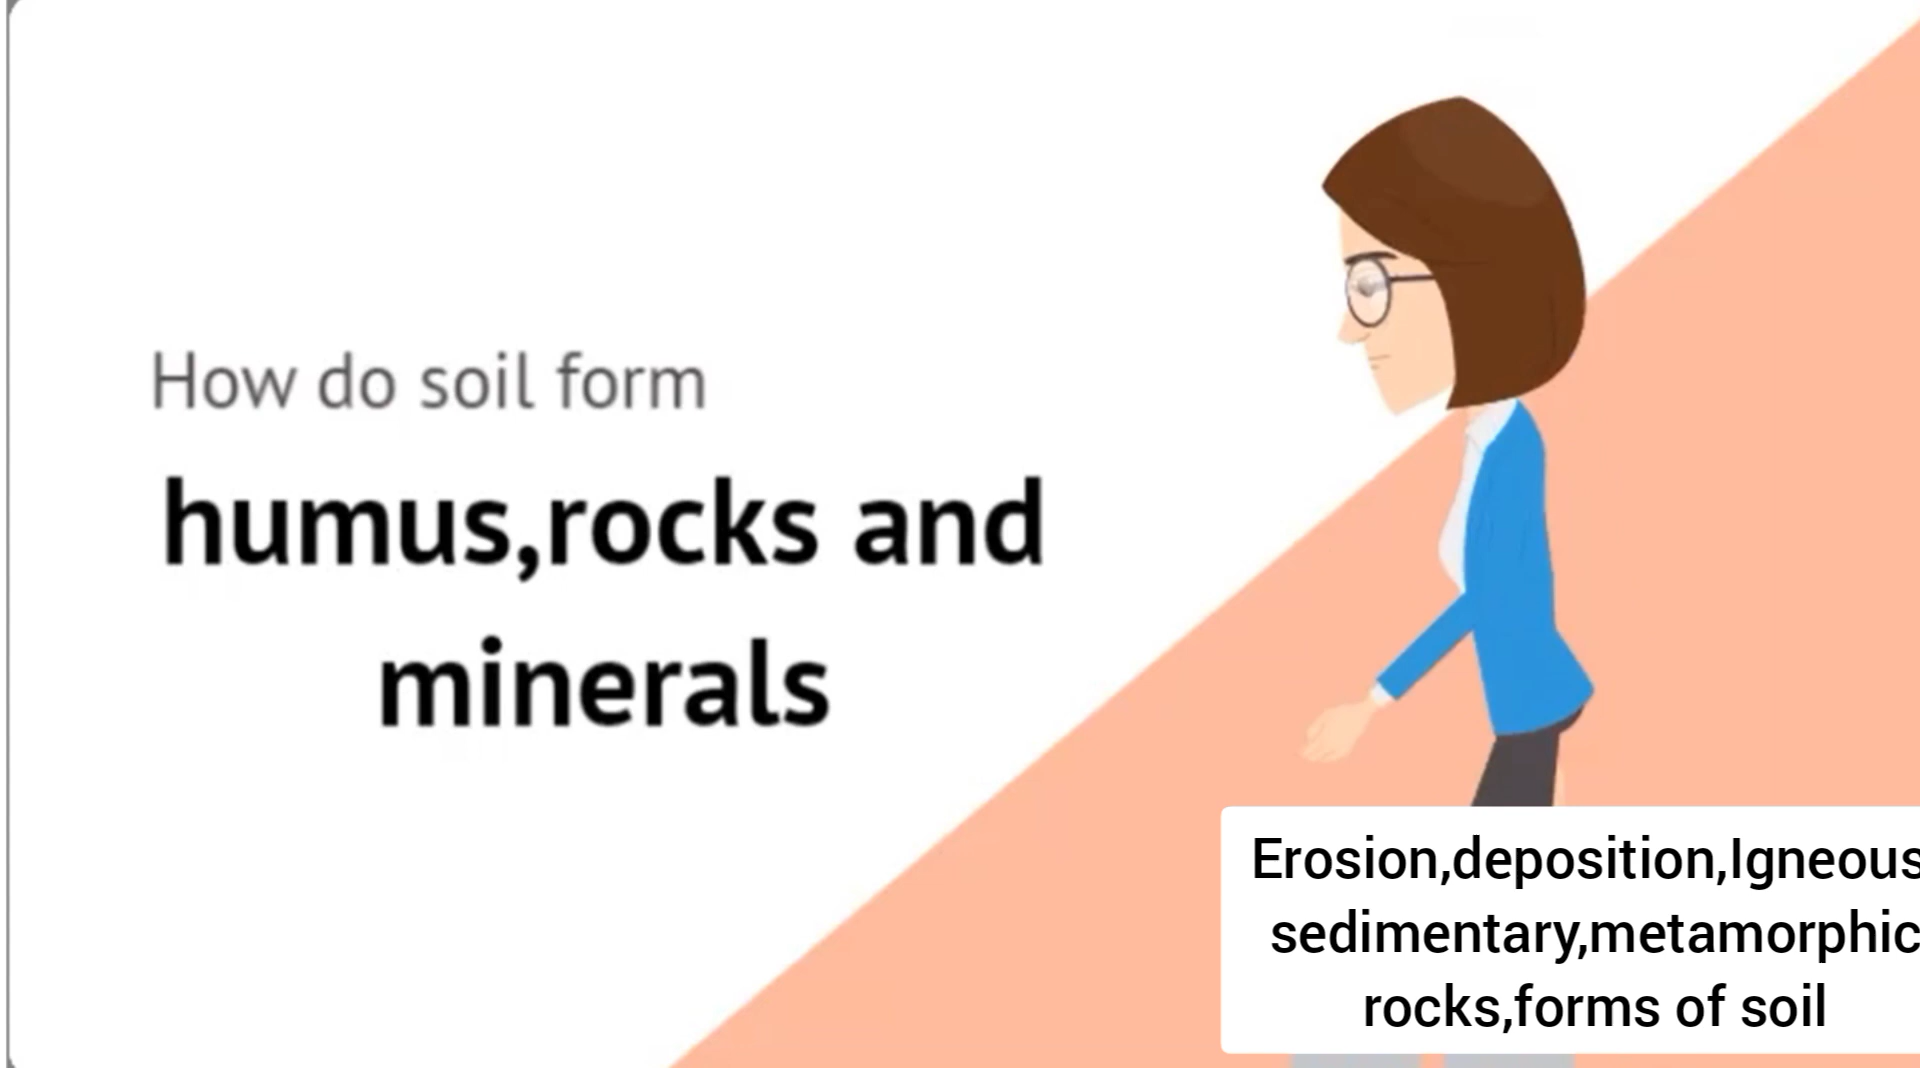 How do soil form
humus,rocks and
minerals
Erosion,deposition,Igneous
sedimentary,metamorphic
rocks,forms of soil